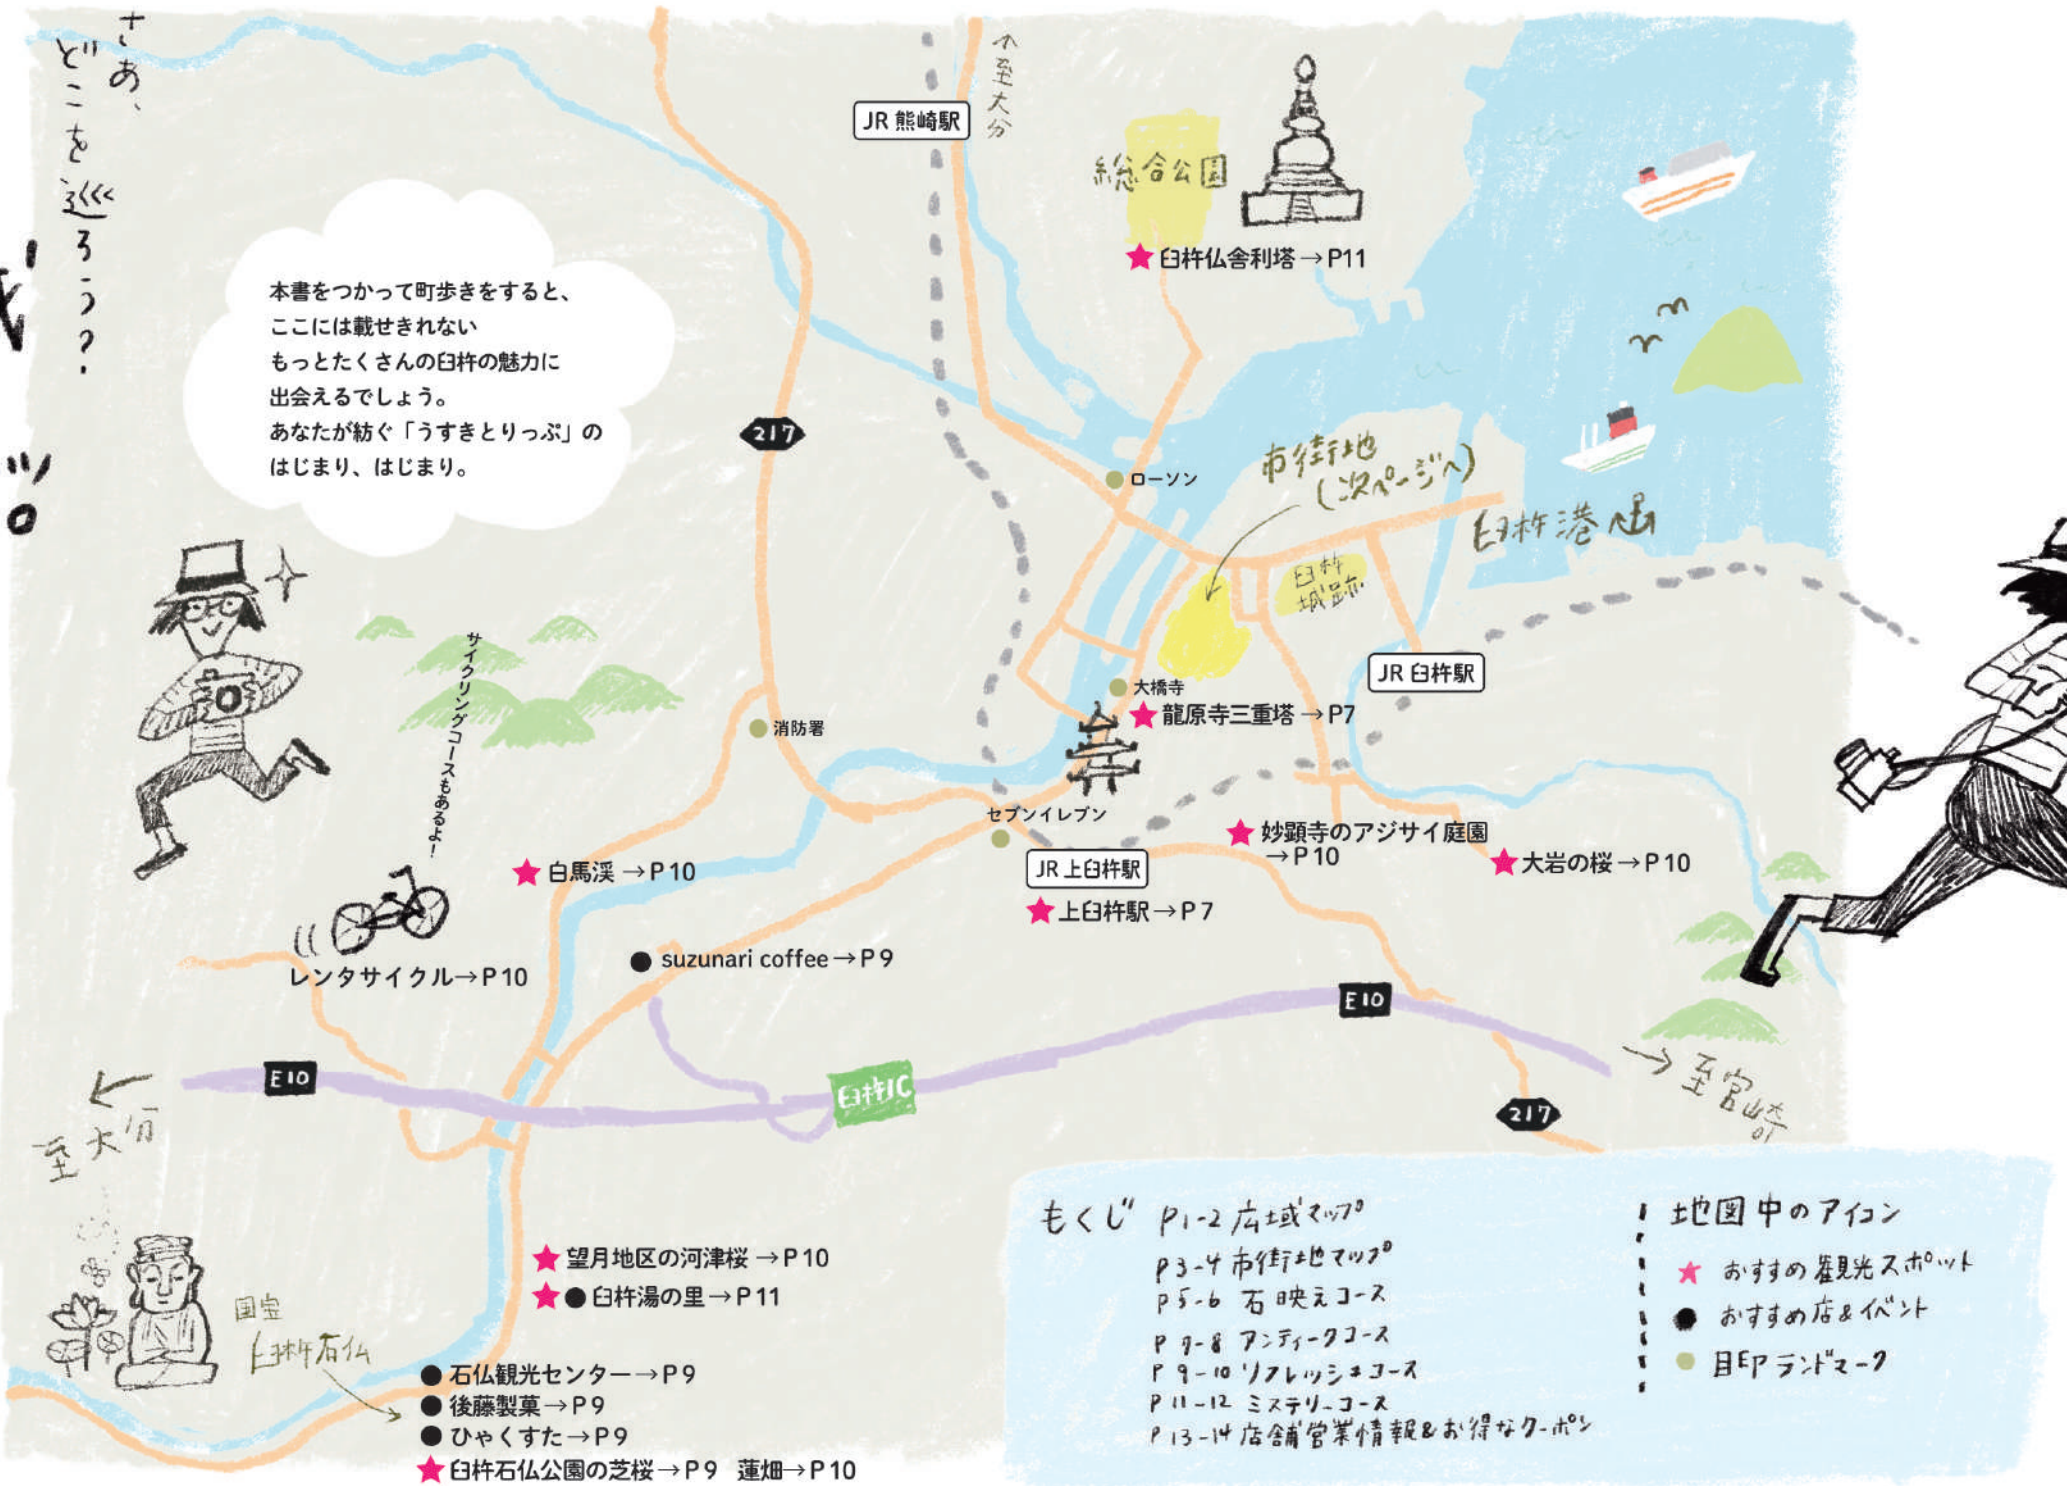 さあ、
どこを巡ろう?
本書をつかって町歩きをすると、
ここには載せきれない
もっとたくさんの臼杵の魅力に
出会えるでしょう。
あなたが紡ぐ「うすきとりっぷ」の
はじまり、はじまり。
JR 熊崎駅
↑至大分
総合公園
★臼杵仏舎利塔→P11
217
ローソン
市街地
(次ページへ)
臼杵港
臼杵
城跡
JR 臼杵駅
大橋寺
★龍原寺三重塔→P7
消防署
サイクリングコースもあるよ!
セブンイレブン
★妙顕寺のアジサイ庭園
→P10
★大岩の桜→P10
JR 上臼杵駅
★上臼杵駅→P7
★白馬渓→P10
レンタサイクル→P10
●suzunari coffee→P9
E10
E10
臼杵IC
←
至大分
→至宮崎
217
★望月地区の河津桜→P10
★●臼杵湯の里→P11
国宝
臼杵石仏
●石仏観光センター→P9
●後藤製菓→P9
●ひゃくすた→P9
★臼杵石仏公園の芝桜→P9 蓮畑→P10
もくじ P1-2 広域マップ
P3-4 市街地マップ
P5-6 石映えコース
P7-8 アンティークコース
P9-10 リフレッシュコース
P11-12 ミステリーコース
P13-14 店舗営業情報&お得なクーポン
地図中のアイコン
★ おすすめ観光スポット
● おすすめ店&イベント
● 目印ランドマーク